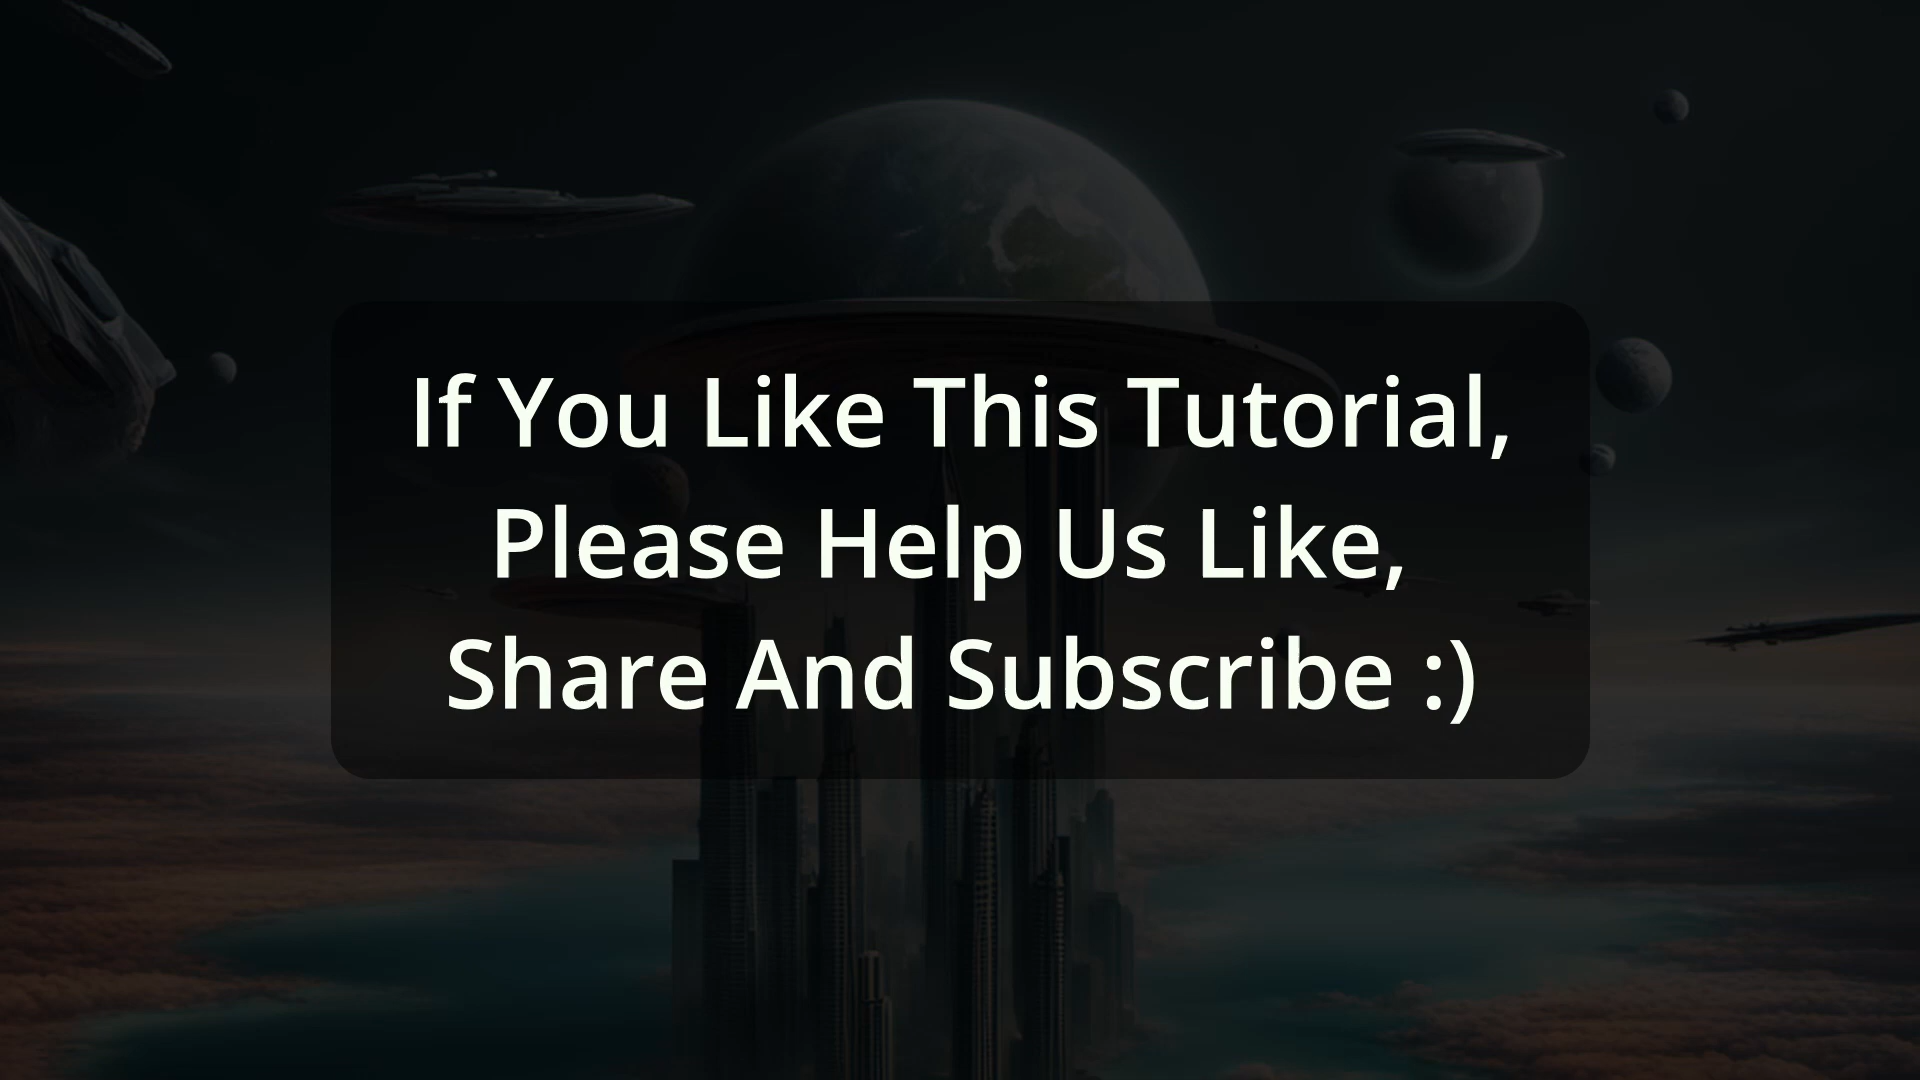 If You Like This Tutorial,
Please Help Us Like,
Share And Subscribe :)